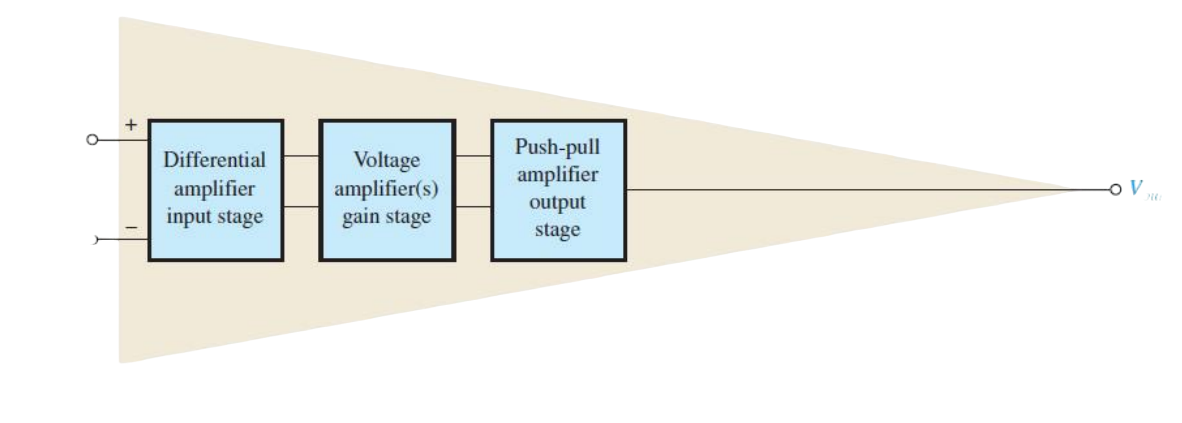 +
Differential
amplifier
input stage
−
Voltage
amplifier(s)
gain stage
Push-pull
amplifier
output
stage
V